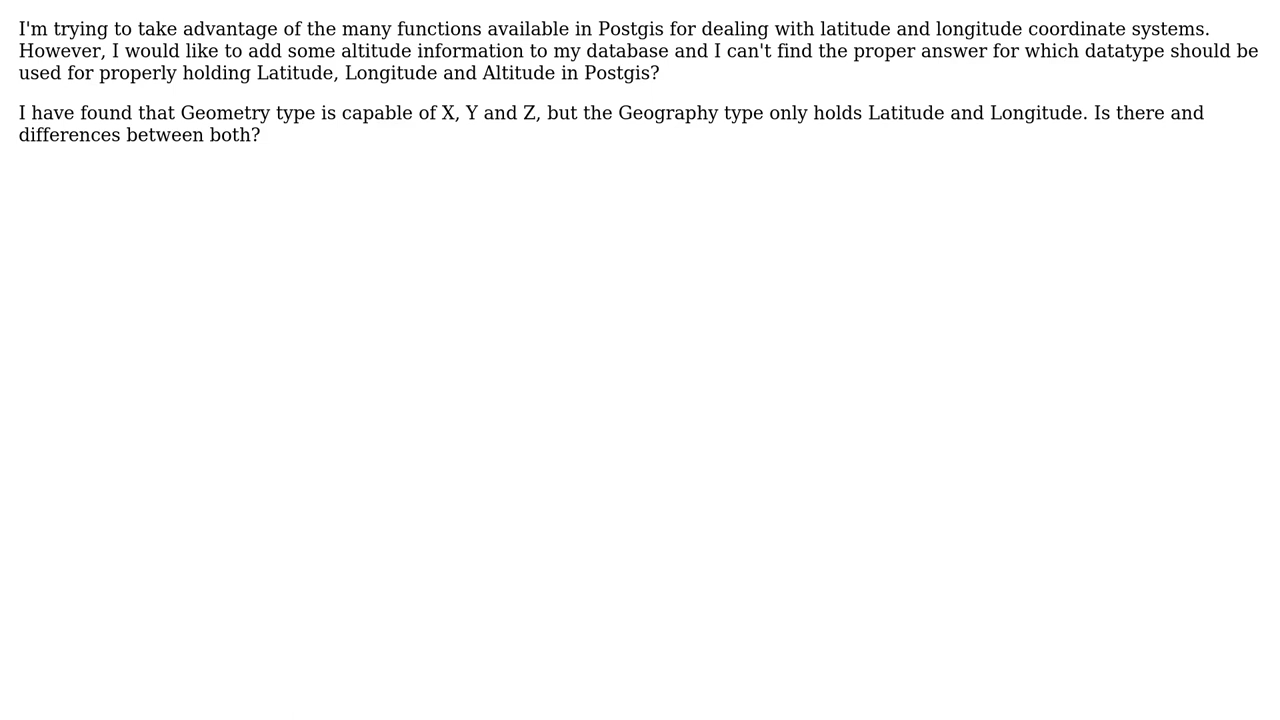 I'm trying to take advantage of the many functions available in Postgis for dealing with latitude and longitude coordinate systems.
However, I would like to add some altitude information to my database and I can't find the proper answer for which datatype should be
used for properly holding Latitude, Longitude and Altitude in Postgis?
I have found that Geometry type is capable of X, Y and Z, but the Geography type only holds Latitude and Longitude. Is there and
differences between both?